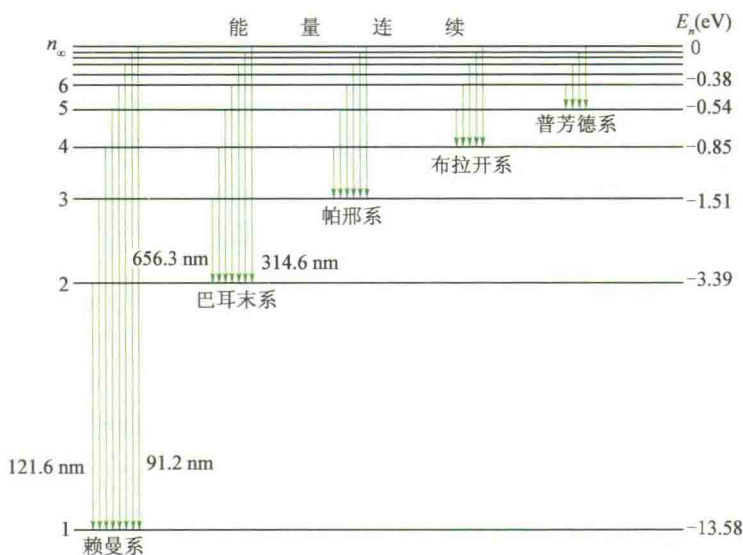 能 量 连 续
Eₙ(eV)
n∞
0
6
-0.38
5
-0.54
普芳德系
4
-0.85
布拉开系
3
-1.51
帕邢系
656.3 nm
314.6 nm
2
-3.39
巴耳末系
121.6 nm
91.2 nm
1
-13.58
赖曼系